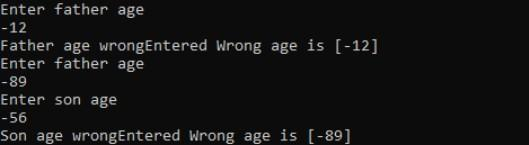 Enter father age
-12
Father age wrongEntered Wrong age is [-12]
Enter father age
-89
Enter son age
-56
Son age wrongEntered Wrong age is [-89]